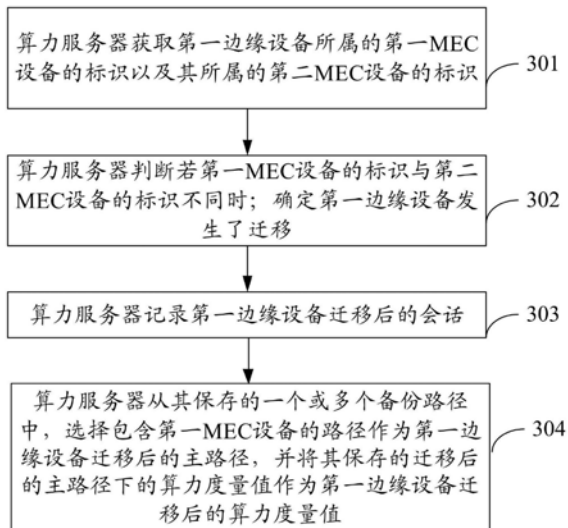 算力服务器获取第一边缘设备所属的第一MEC
设备的标识以及其所属的第二MEC设备的标识
301
算力服务器判断若第一MEC设备的标识与第二
MEC设备的标识不同时；确定第一边缘设备发
生了迁移
302
算力服务器记录第一边缘设备迁移后的会话
303
算力服务器从其保存的一个或多个备份路径
中，选择包含第一MEC设备的路径作为第一边
缘设备迁移后的主路径，并将其保存的迁移后
的主路径下的算力度量值作为第一边缘设备迁
移后的算力度量值
304